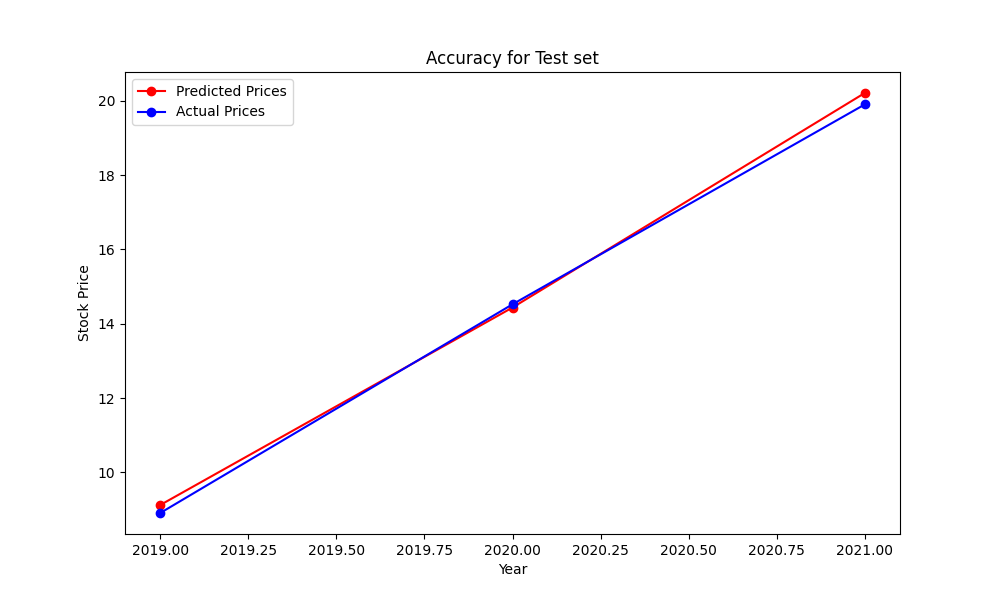 Accuracy for Test set
Predicted Prices
Actual Prices
20
18
16
14
12
10
Stock Price
2019.00 2019.25 2019.50 2019.75 2020.00 2020.25 2020.50 2020.75 2021.00
Year